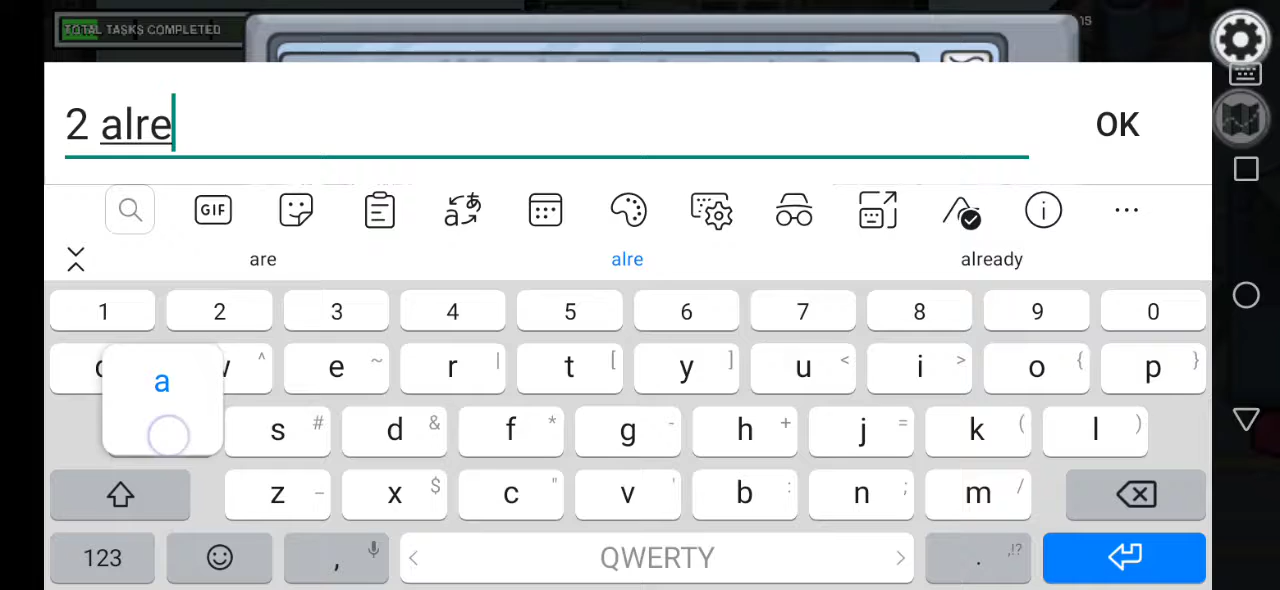 TOTAL TASKS COMPLETED
2 alre
OK
GIF
are
alre
already
1 2 3 4 5 6 7 8 9 0
^ e ~ r | t [ y ] u < i > o { p }
a s # d & f * g - h + j = k ( l )
z _ x $ c " v ' b : n ; m /
123 , < QWERTY > . ,!?